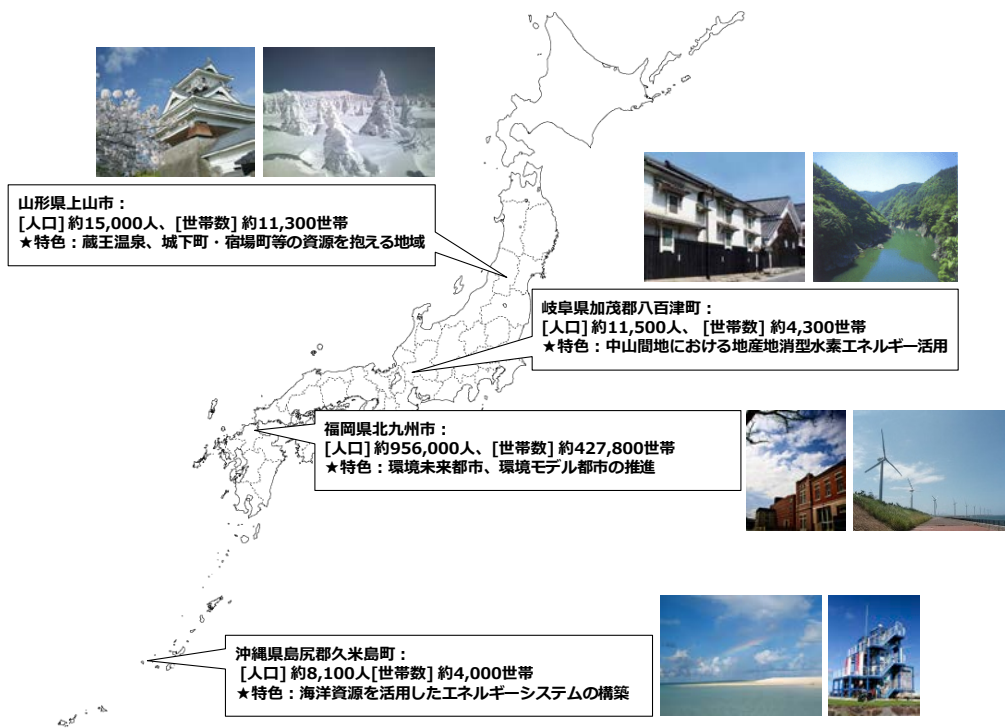 山形県上山市：
[人口] 約15,000人、[世帯数] 約11,300世帯
★特色：蔵王温泉、城下町・宿場町等の資源を抱える地域
岐阜県加茂郡八百津町：
[人口] 約11,500人、 [世帯数] 約4,300世帯
★特色：中山間地における地産地消型水素エネルギー活用
福岡県北九州市：
[人口] 約956,000人、[世帯数] 約427,800世帯
★特色：環境未来都市、環境モデル都市の推進
沖縄県島尻郡久米島町：
[人口] 約8,100人[世帯数] 約4,000世帯
★特色：海洋資源を活用したエネルギーシステムの構築